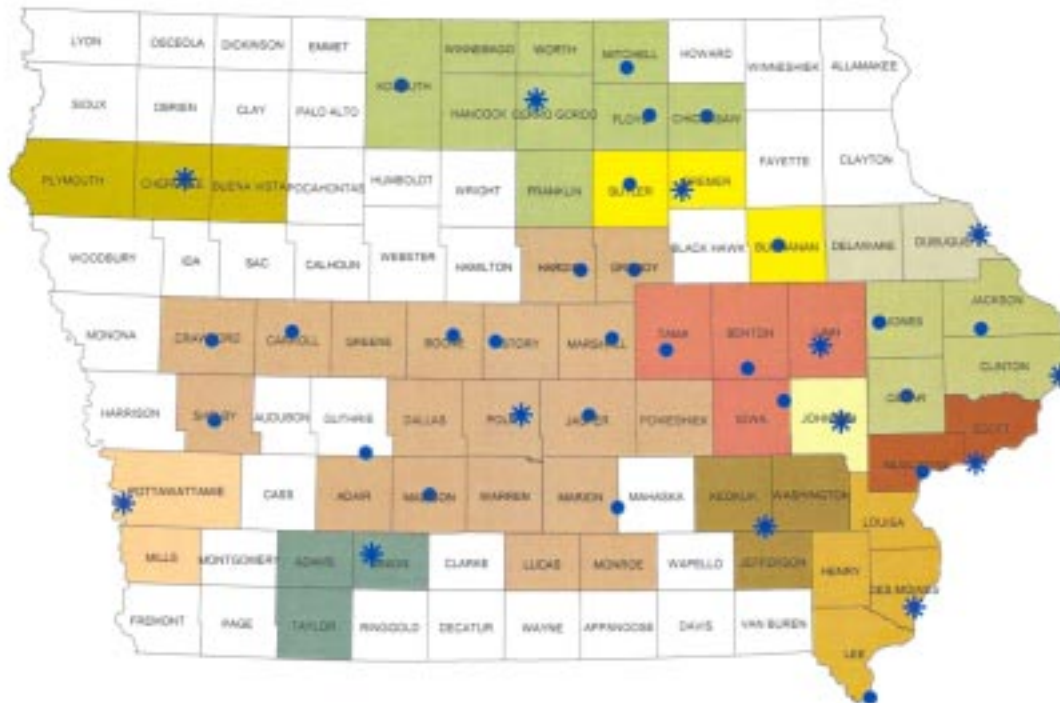 LYON OSCEOLA DICKINSON EMMET WINNEBAGO WORTH MITCHELL HOWARD WINNESHIEK ALLAMAKEE
SIOUX OBRIEN CLAY PALO ALTO KOSSUTH HANCOCK CERRO GORDO FLOYD CHICKASAW
PLYMOUTH CHEROKEE BUENA VISTA POCAHONTAS HUMBOLDT WRIGHT FRANKLIN BUTLER BREMER FAYETTE CLAYTON
WOODBURY IDA SAC CALHOUN WEBSTER HAMILTON HARDIN GRUNDY BLACK HAWK BUCHANAN DELAWARE DUBUQUE
MONONA CRAWFORD CARROLL GREENE BOONE STORY MARSHALL TAMA BENTON LINN JONES JACKSON
CLINTON
HARRISON SHELBY AUDUBON GUTHRIE DALLAS POLK JASPER POWESHIEK IOWA JOHNSON CEDAR SCOTT
POTTAWATTAMIE CASS ADAIR MADISON WARREN MARION MAHASKA KEOKUK WASHINGTON LOUISA
MILLS MONTGOMERY ADAMS UNION CLARKE LUCAS MONROE WAPELLO JEFFERSON HENRY DES MOINES
FREMONT PAGE TAYLOR RINGGOLD DECATUR WAYNE APPANOOSE DAVIS VAN BUREN LEE